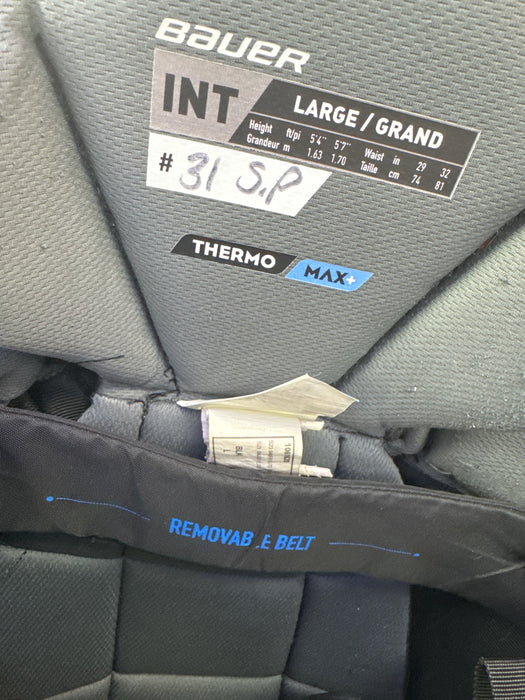 BAUER
INT
LARGE / GRAND
Height ft/pi 5'4" 5'7" Waist in 29 32
Grandeur m 1.63 1.70 Taille cm 74 81
# 31 S.P
THERMO MAX+
REMOVABLE BELT